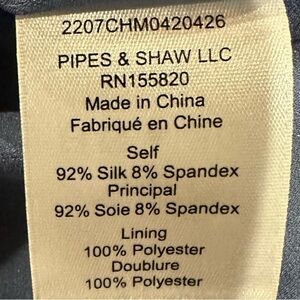 2207CHM0420426
PIPES & SHAW LLC
RN155820
Made in China
Fabriqué en Chine
Self
92% Silk 8% Spandex
Principal
92% Soie 8% Spandex
Lining
100% Polyester
Doublure
100% Polyester